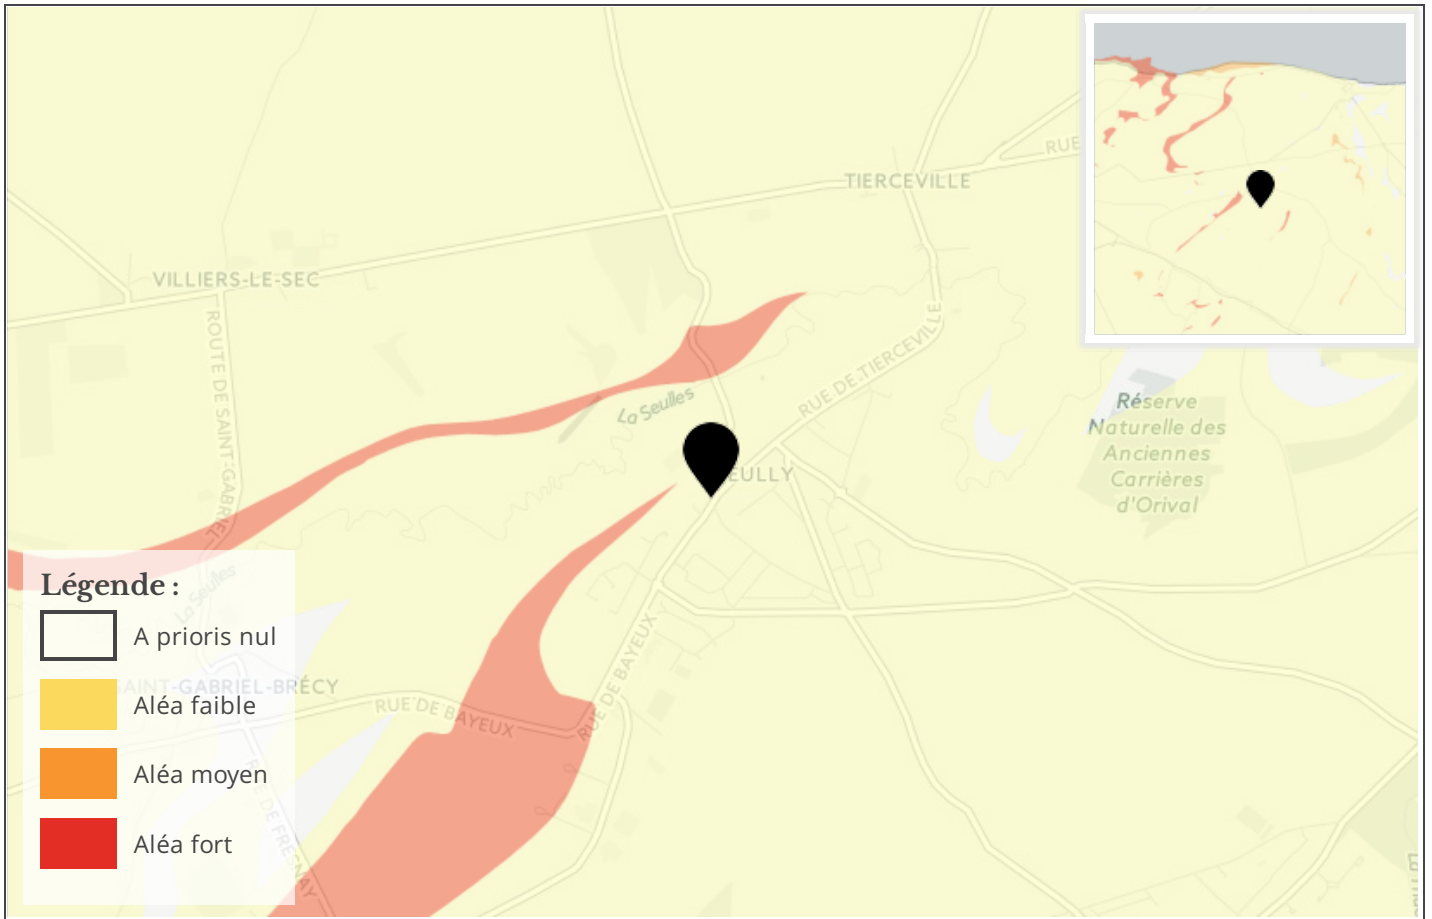 RUE
TIERCEVILLE
VILLIERS-LE-SEC
ROUTE DE SAINT-GABRIEL
RUE DE TIERCEVILLE
La Seulles
Réserve
Naturelle des
Anciennes
Carrières
d'Orival
EULLY
Légende :
La Seulles
A prioris nul
SAINT-GABRIEL-BRÉCY
Aléa faible
RUE DE BAYEUX
RUE DE BAYEUX
Aléa moyen
RUE DE FRESNAY
Aléa fort